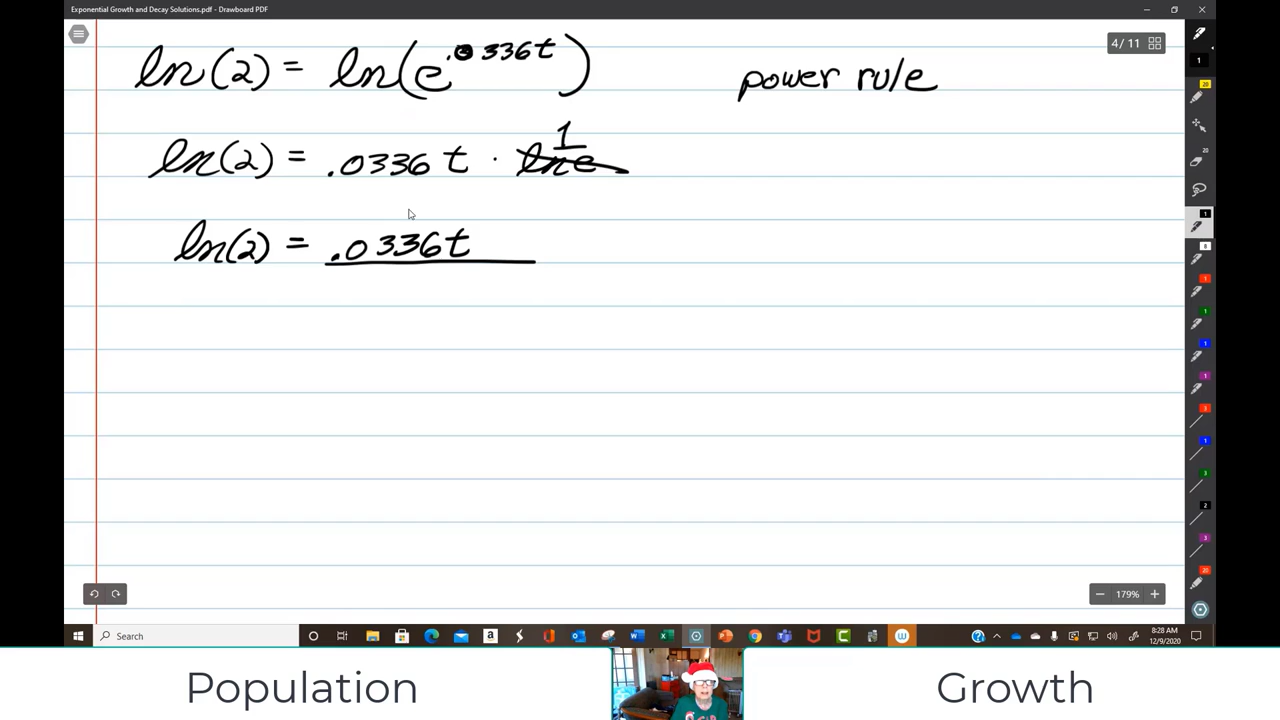 Exponential Growth and Decay Solutions.pdf - Drawboard PDF
4 / 11
ln(2) = ln(e^.0336t)
power rule
ln(2) = .0336 t · ln e 1
ln(2) = .0336t
179%
Search
8:28 AM
12/9/2020
Population
Growth